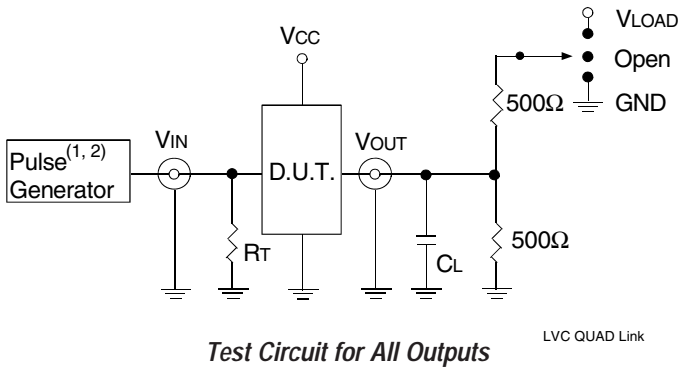 VLOAD
VCC
Open
500Ω
GND
VIN
VOUT
Pulse(1, 2)
Generator
D.U.T.
RT
CL
500Ω
Test Circuit for All Outputs
LVC QUAD Link